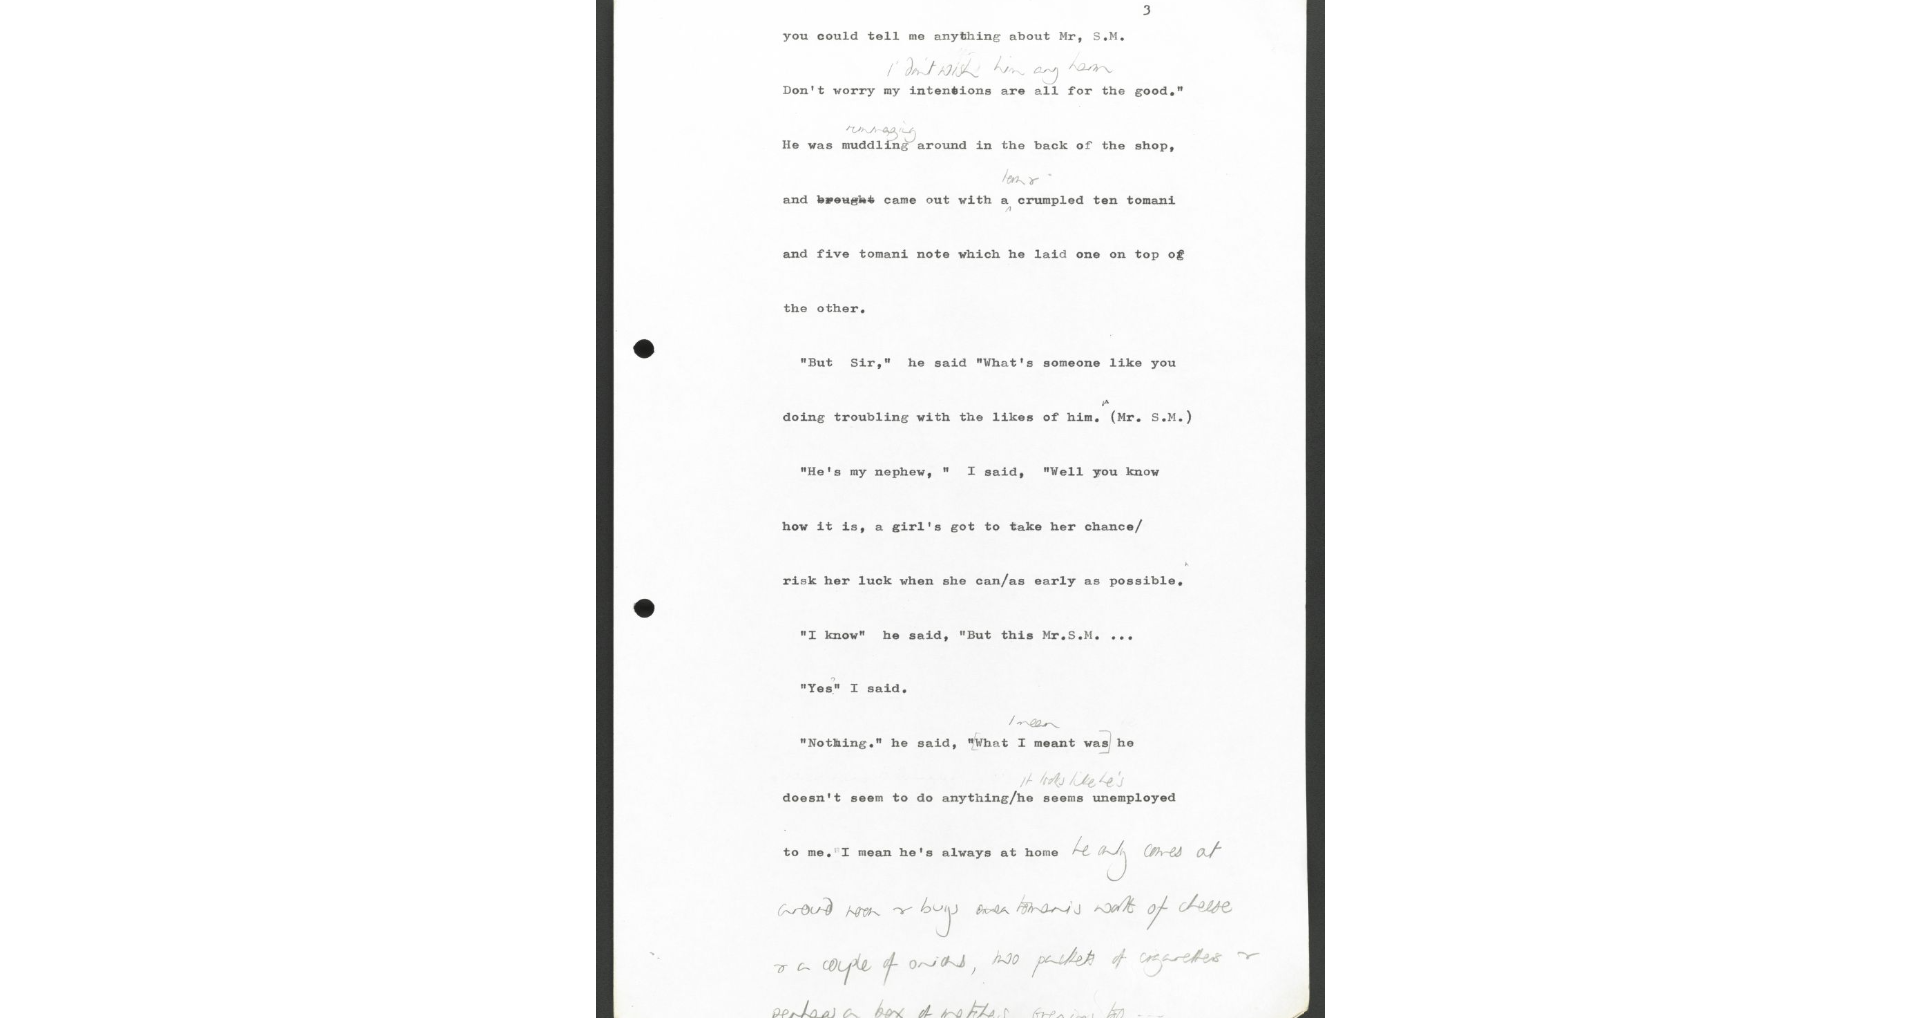 3
you could tell me anything about Mr, S.M.
I don't wish him any harm
Don't worry my intentions are all for the good."
rummaging
He was muddling around in the back of the shop,
and brought came out with a crumpled ten tomani
and five tomani note which he laid one on top of
the other.
"But Sir," he said "What's someone like you
doing troubling with the likes of him." (Mr. S.M.)
"He's my nephew, " I said, "Well you know
how it is, a girl's got to take her chance/
risk her luck when she can/as early as possible.
"I know" he said, "But this Mr.S.M. ...
"Yes?" I said.
I mean
"Nothing." he said, "[What I meant was] he
it looks like he's
doesn't seem to do anything/he seems unemployed
to me." I mean he's always at home he only comes at
around noon & buys tomanis worth of cheese
& a couple of onions, two packets of cigarettes &
perhaps a box of matches